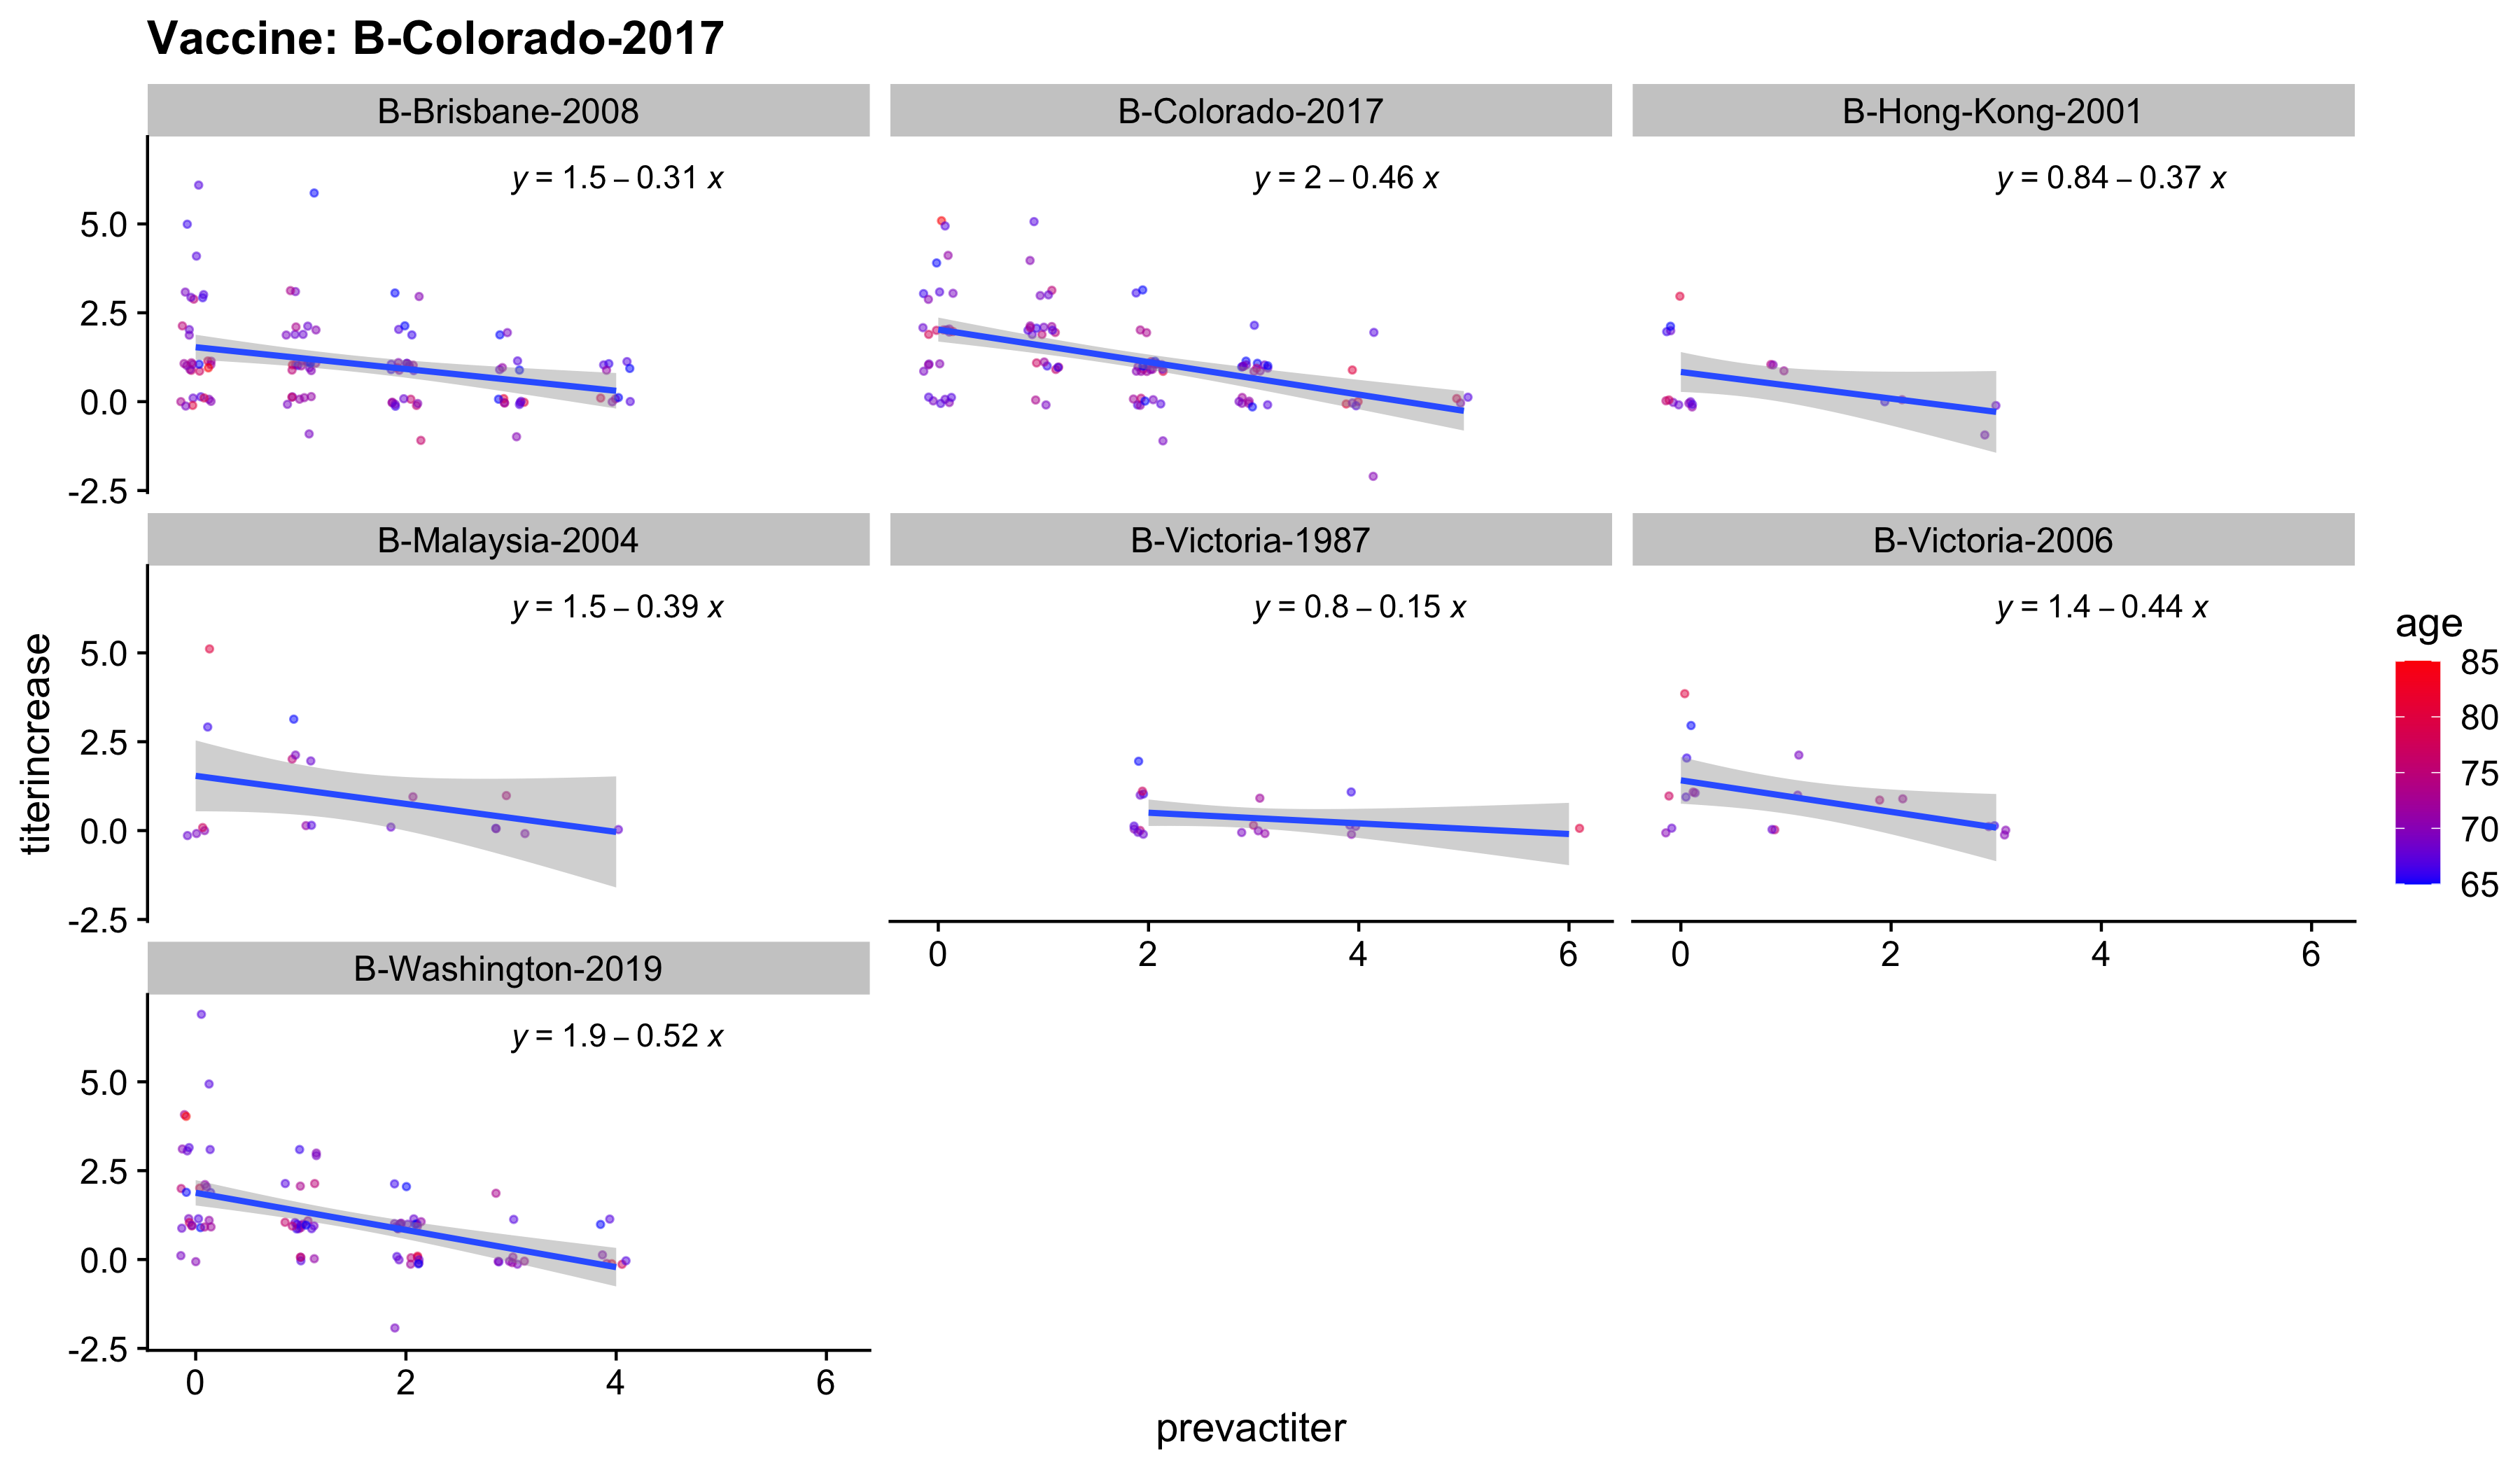 Vaccine: B-Colorado-2017
B-Brisbane-2008
B-Colorado-2017
B-Hong-Kong-2001
y = 1.5 – 0.31 x
y = 2 – 0.46 x
y = 0.84 – 0.37 x
5.0
2.5
0.0
-2.5
B-Malaysia-2004
B-Victoria-1987
B-Victoria-2006
y = 1.5 – 0.39 x
y = 0.8 – 0.15 x
y = 1.4 – 0.44 x
5.0
2.5
0.0
-2.5
0 2 4 6
0 2 4 6
titerincrease
age
85
80
75
70
65
B-Washington-2019
y = 1.9 – 0.52 x
5.0
2.5
0.0
-2.5
0 2 4 6
prevactiter